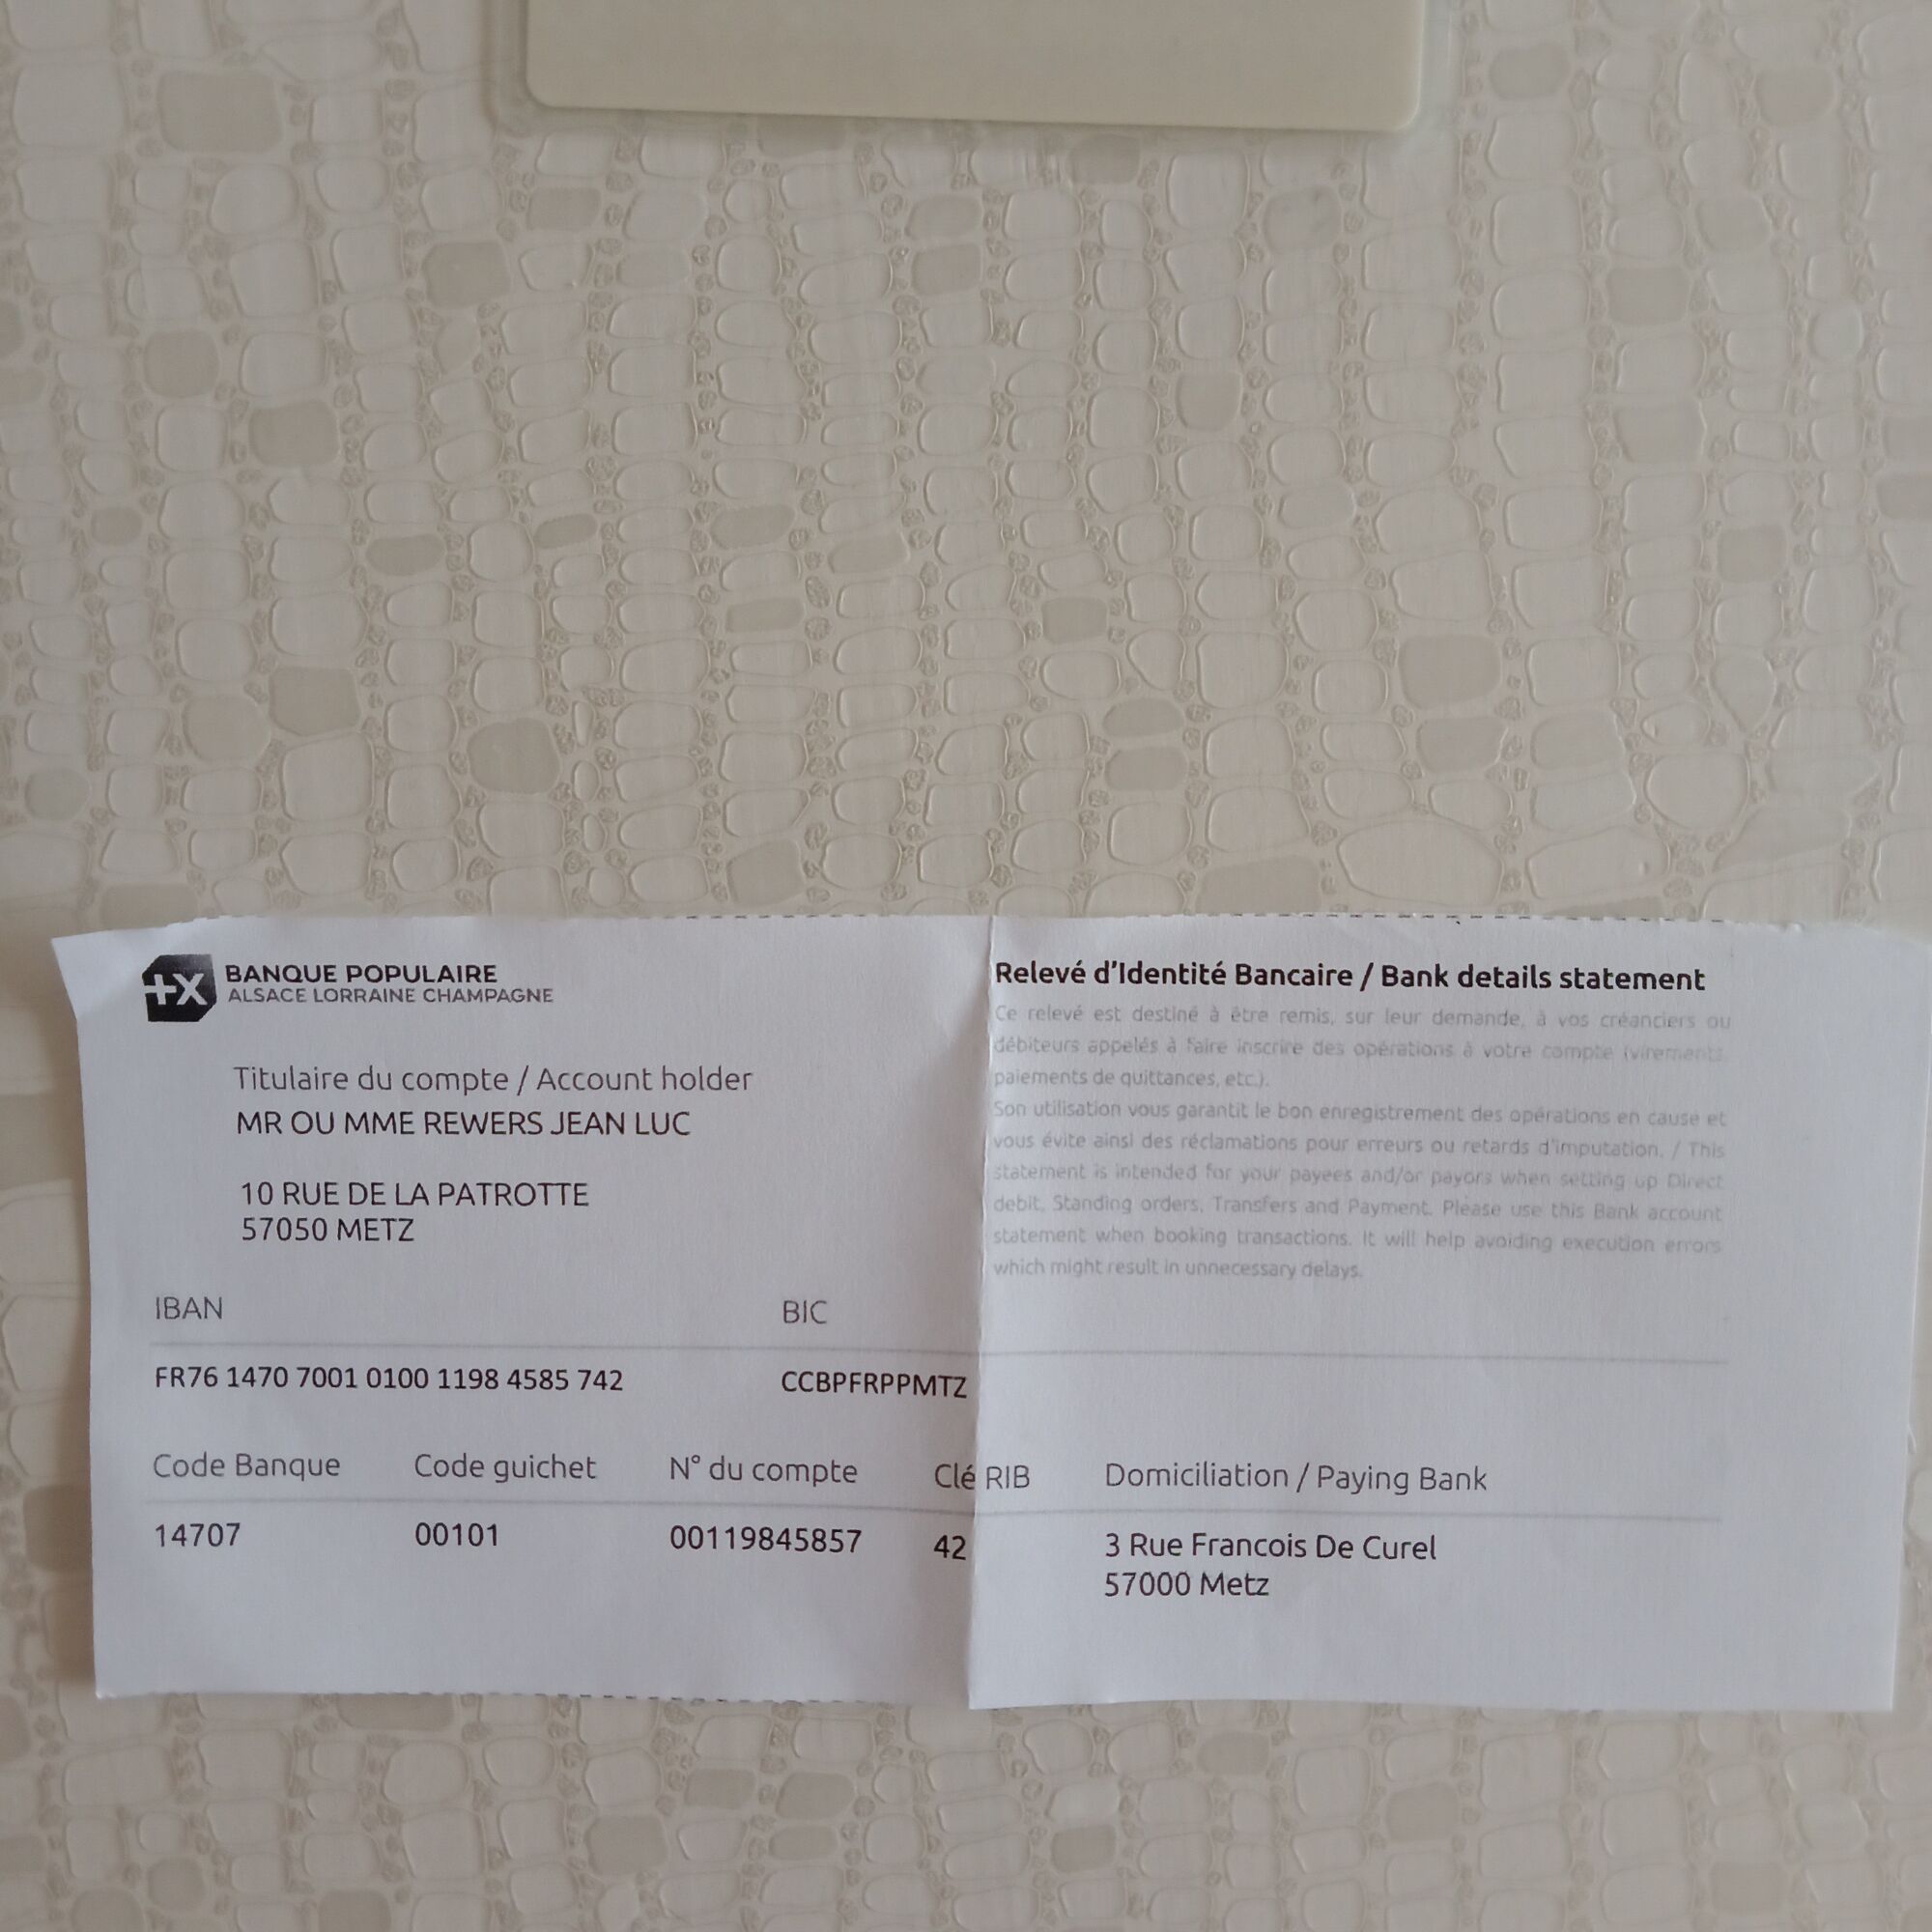 BANQUE POPULAIRE
ALSACE LORRAINE CHAMPAGNE
Titulaire du compte / Account holder
MR OU MME REWERS JEAN LUC
10 RUE DE LA PATROTTE
57050 METZ
Relevé d'Identité Bancaire / Bank details statement
Ce relevé est destiné à être remis, sur leur demande, à vos créanciers ou
débiteurs appelés à faire inscrire des opérations à votre compte (virements,
paiements de quittances, etc.).
Son utilisation vous garantit le bon enregistrement des opérations en cause et
vous évite ainsi des réclamations pour erreurs ou retards d'imputation. / This
statement is intended for your payees and/or payors when setting up Direct
debit, Standing orders, Transfers and Payment. Please use this Bank account
statement when booking transactions. It will help avoiding execution errors
which might result in unnecessary delays.
IBAN BIC
FR76 1470 7001 0100 1198 4585 742 CCBPFRPPMTZ
Code Banque Code guichet N° du compte Clé RIB Domiciliation / Paying Bank
14707 00101 00119845857 42 3 Rue Francois De Curel
57000 Metz